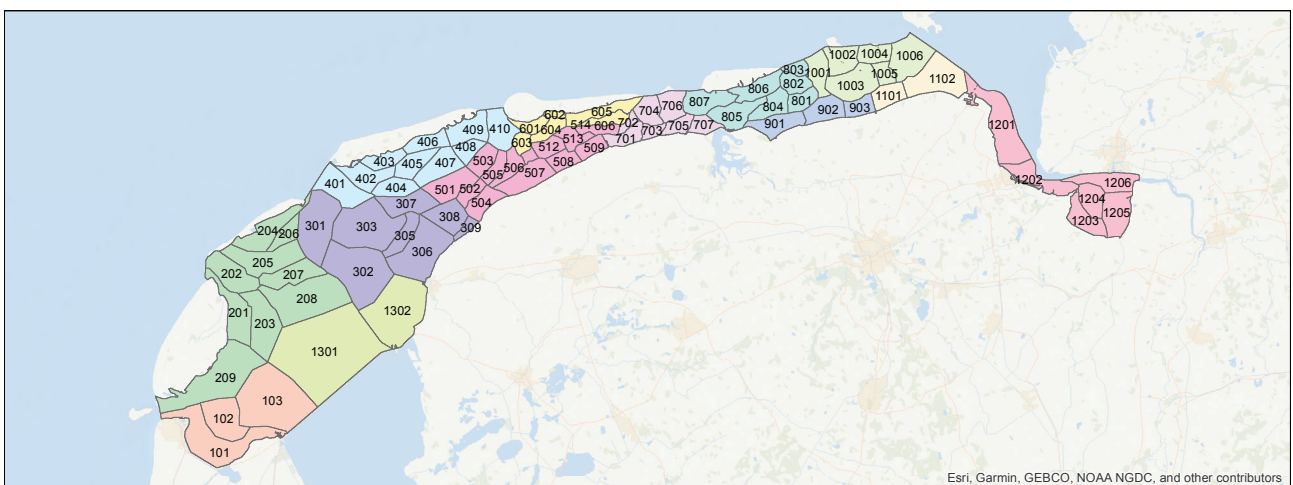 1002 1004 1006
803 1001 1005 1102
802 1003
806 1101
807 804 801
805 901 902 903
602 605 704 706
601 604 514 606 702
603 513 701 703 705 707
409 410 512 509
406 408 503 506 508
403 405 407 505 507
401 402 404 501 502 504
307 308 309
204 206 301 303 305 306
205 302
202 207
208 1302
201 203
1301
209
103
102
101
1201
1202 1206
1204
1203 1205
Esri, Garmin, GEBCO, NOAA NGDC, and other contributors